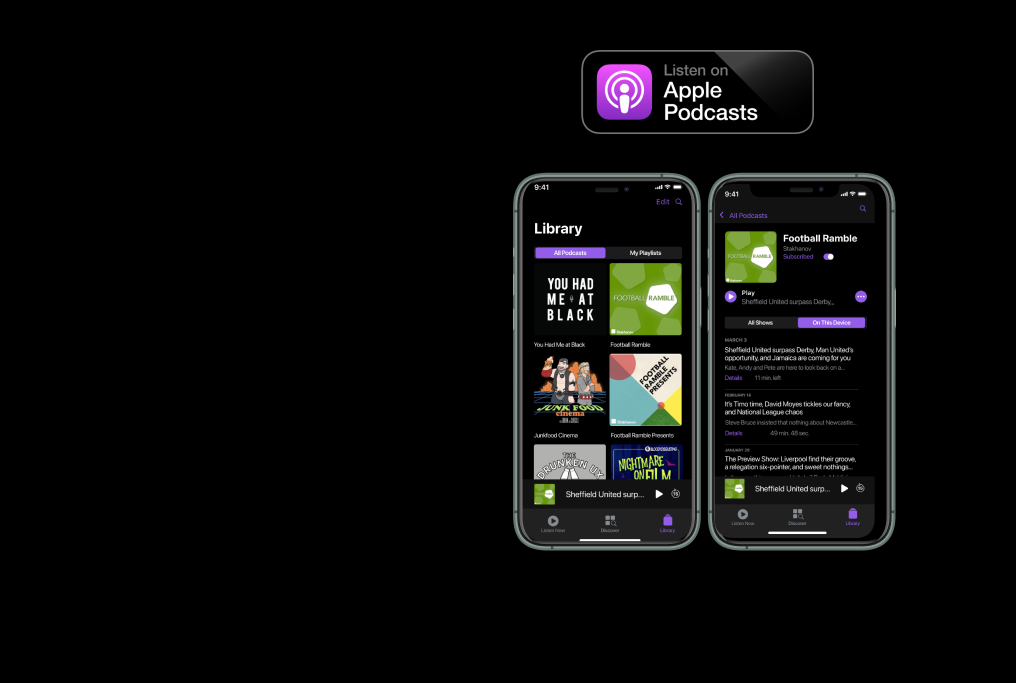 Listen on
Apple
Podcasts
9:41
Edit
Library
All Podcasts
My Playlists
YOU HAD
ME AT
BLACK
FOOTBALL RAMBLE
Stakhanov
You Had Me at Black
Football Ramble
JUNK FOOD
cinema
FOOTBALL
RAMBLE
PRESENTS
Stakhanov
Junkfood Cinema
Football Ramble Presents
THE
DRUNKEN UX
NIGHTMARE
ON FILM
Sheffield United surp...
15
Listen Now
Discover
Library
9:41
All Podcasts
FOOTBALL RAMBLE
Stakhanov
Football Ramble
Stakhanov
Subscribed
Play
Sheffield United surpass Derby,..
All Shows
On This Device
MARCH 3
Sheffield United surpass Derby, Man United's
opportunity, and Jamaica are coming for you
Kate, Andy and Pete are here to look back on a...
Details
11 min. left
FEBRUARY 18
It's Timo time, David Moyes tickles our fancy,
and National League chaos
Steve Bruce insisted that nothing about Newcastle...
Details
49 min. 48 sec.
The Preview Show: Liverpool find their groove,
a relegation six-pointer, and sweet nothings...
Sheffield United surp...
15
Listen Now
Discover
Library